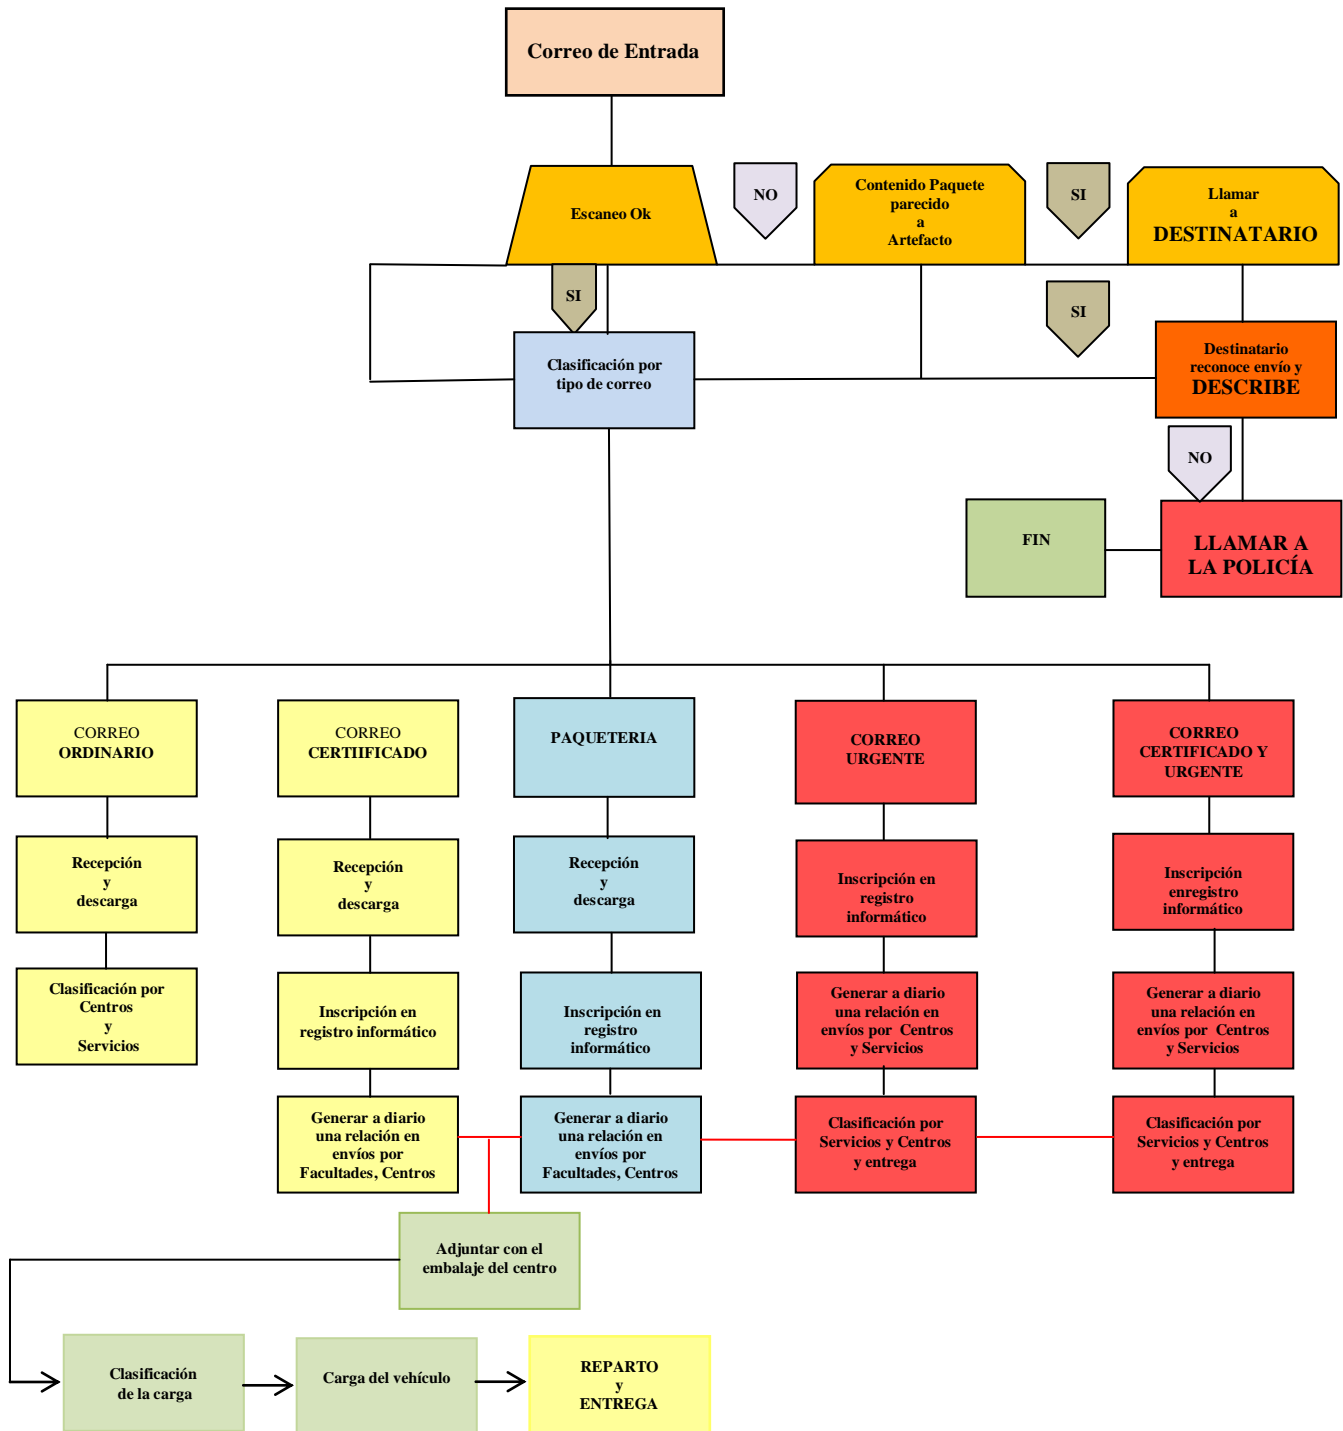 Correo de Entrada
Escaneo Ok
NO
Contenido Paquete
parecido
a
Artefacto
SI
Llamar
a
DESTINATARIO
SI
Clasificación por
tipo de correo
SI
Destinatario
reconoce envío y
DESCRIBE
NO
FIN
LLAMAR A
LA POLICÍA
CORREO
ORDINARIO
CORREO
CERTIIFICADO
PAQUETERIA
CORREO
URGENTE
CORREO
CERTIFICADO Y
URGENTE
Recepción
y
descarga
Recepción
y
descarga
Recepción
y
descarga
Inscripción en
registro
informático
Inscripción
enregistro
informático
Clasificación por
Centros
y
Servicios
Inscripción en
registro informático
Inscripción en
registro
informático
Generar a diario
una relación en
envíos por Centros
y Servicios
Generar a diario
una relación en
envíos por Centros
y Servicios
Generar a diario
una relación en
envíos por
Facultades, Centros
Generar a diario
una relación en
envíos por
Facultades, Centros
Clasificación por
Servicios y Centros
y entrega
Clasificación por
Servicios y Centros
y entrega
Adjuntar con el
embalaje del centro
Clasificación
de la carga
Carga del vehículo
REPARTO
y
ENTREGA